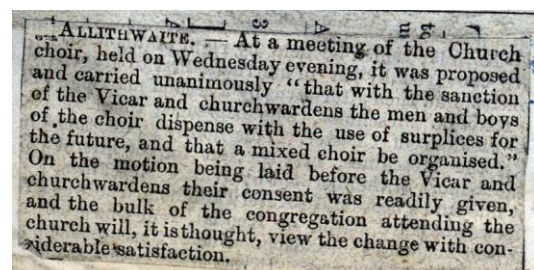 ALLITHWAITE. — At a meeting of the Church
choir, held on Wednesday evening, it was proposed
and carried unanimously "that with the sanction
of the Vicar and churchwardens the men and boys
of the choir dispense with the use of surplices for
the future, and that a mixed choir be organised."
On the motion being laid before the Vicar and
churchwardens their consent was readily given,
and the bulk of the congregation attending the
church will, it is thought, view the change with con-
siderable satisfaction.